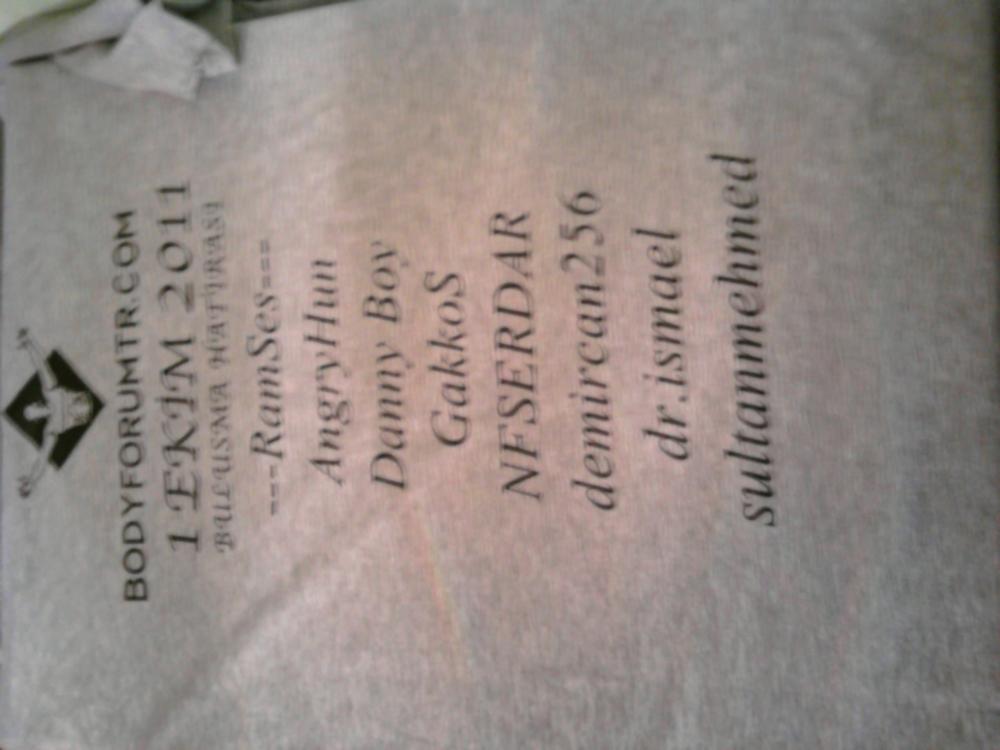 BODYFORUMTR.COM
1 EKİM 2011
BULUŞMA HATIRASI
---RamSes===
AngryHun
Danny Boy
GakkoS
NFSERDAR
demircan256
dr.ismael
sultanmehmed